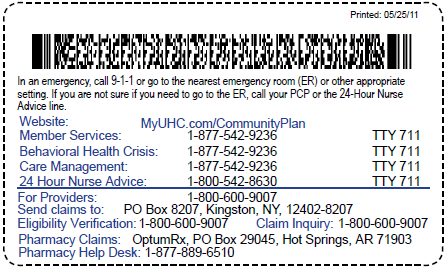 Printed: 05/25/11
In an emergency, call 9-1-1 or go to the nearest emergency room (ER) or other appropriate
setting. If you are not sure if you need to go to the ER, call your PCP or the 24-Hour Nurse
Advice line.
Website: MyUHC.com/CommunityPlan
Member Services: 1-877-542-9236 TTY 711
Behavioral Health Crisis: 1-877-542-9236 TTY 711
Care Management: 1-877-542-9236 TTY 711
24 Hour Nurse Advice: 1-800-542-8630 TTY 711
For Providers: 1-800-600-9007
Send claims to: PO Box 8207, Kingston, NY, 12402-8207
Eligibility Verification: 1-800-600-9007 Claim Inquiry: 1-800-600-9007
Pharmacy Claims: OptumRx, PO Box 29045, Hot Springs, AR 71903
Pharmacy Help Desk: 1-877-889-6510